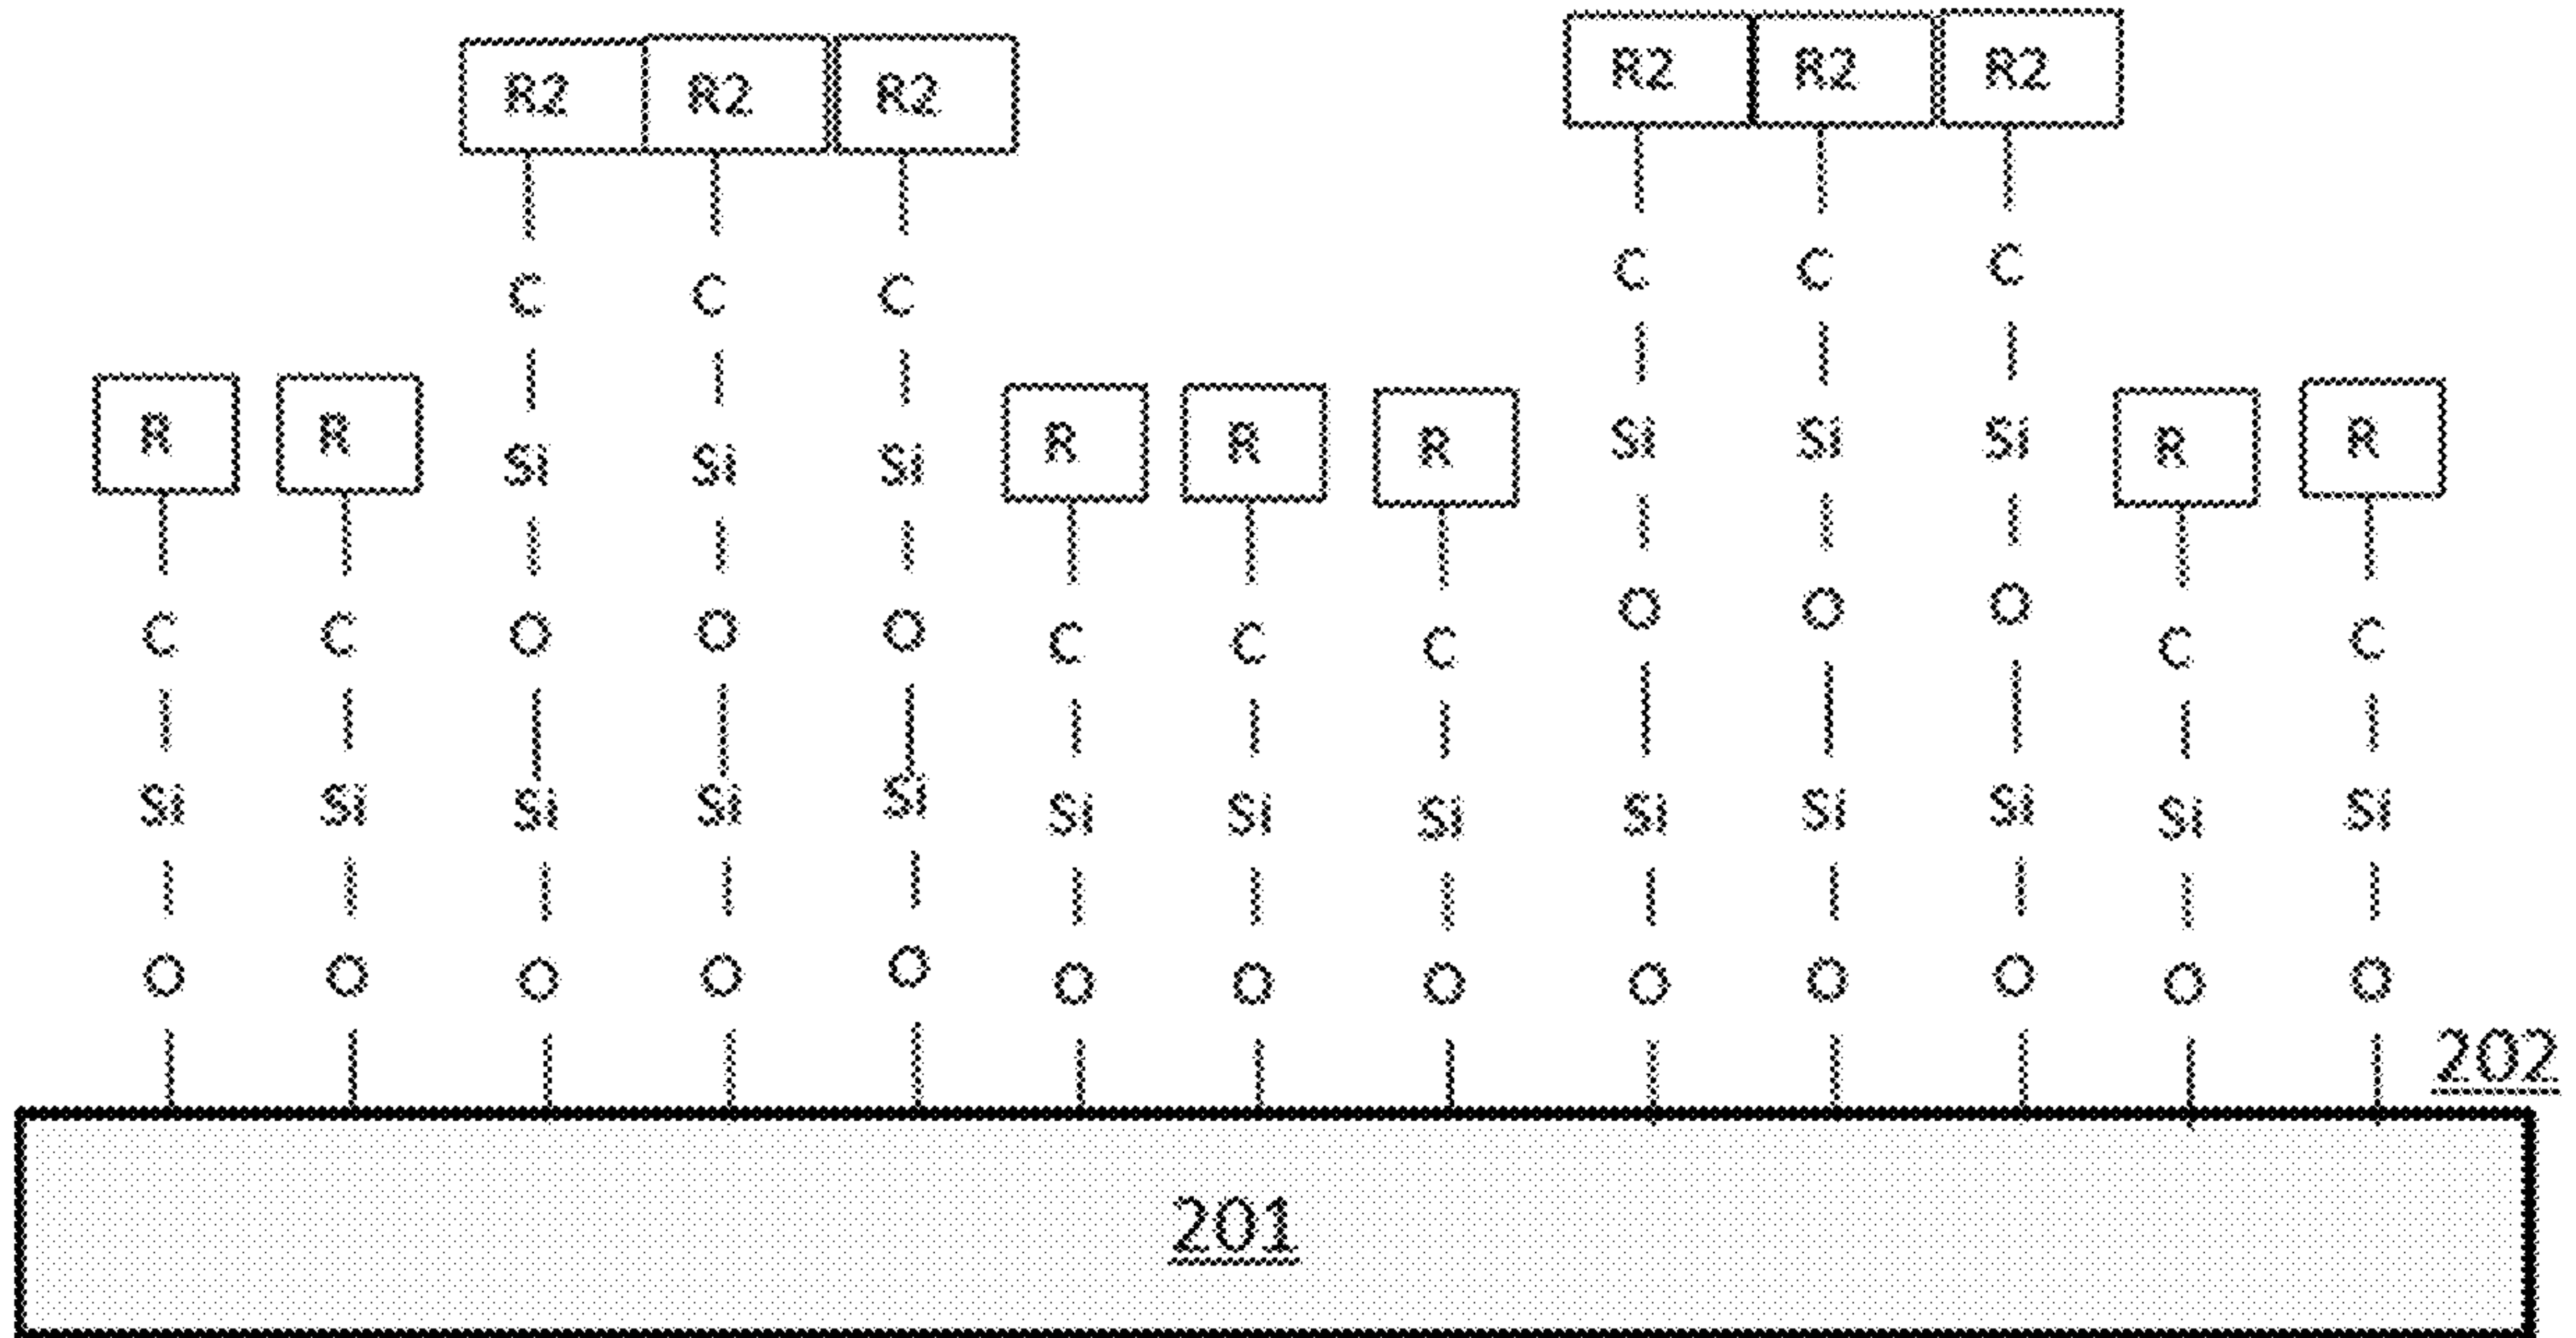 R2 R2 R2 R2 R2 R2
C C C C C C
R R Si Si Si R R R Si Si Si R R
C C O O O C C C O O O C C
Si Si Si Si Si Si Si Si Si Si Si Si Si
O O O O O O O O O O O O O
202
201